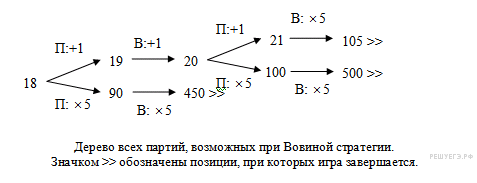 П:+1
В: ×5
В:+1
П:+1
21
105 >>
19
20
18
П: ×5
100
500 >>
90
450 >>
В: ×5
П: ×5
В: ×5
Дерево всех партий, возможных при Вовиной стратегии.
Значком >> обозначены позиции, при которых игра завершается.
РЕШУЕГЭ.РФ